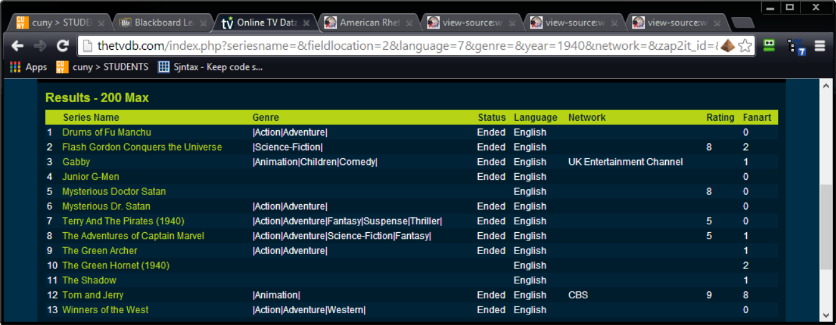 cuny > STUDENT
Blackboard Le
Online TV Data
American Rhet
view-source:w
view-source:w
view-source:w
thetvdb.com/index.php?seriesname=&fieldlocation=2&language=7&genre=&year=1940&network=&zap2it_id=&
7
Apps cuny > STUDENTS Sjntax - Keep code s...
Results - 200 Max
Series Name Genre Status Language Network Rating Fanart
1 Drums of Fu Manchu |Action|Adventure| Ended English 0
2 Flash Gordon Conquers the Universe |Science-Fiction| Ended English 8 2
3 Gabby |Animation|Children|Comedy| Ended English UK Entertainment Channel 1
4 Junior G-Men Ended English 0
5 Mysterious Doctor Satan English 8 0
6 Mysterious Dr. Satan |Action|Adventure| Ended English 1
7 Terry And The Pirates (1940) |Action|Adventure|Fantasy|Suspense|Thriller| Ended English 5 0
8 The Adventures of Captain Marvel |Action|Adventure|Science-Fiction|Fantasy| Ended English 5 1
9 The Green Archer |Action|Adventure| Ended English 1
10 The Green Hornet (1940) English 2
11 The Shadow English 1
12 Tom and Jerry |Animation| Ended English CBS 9 8
13 Winners of the West |Action|Adventure|Western| Ended English 0